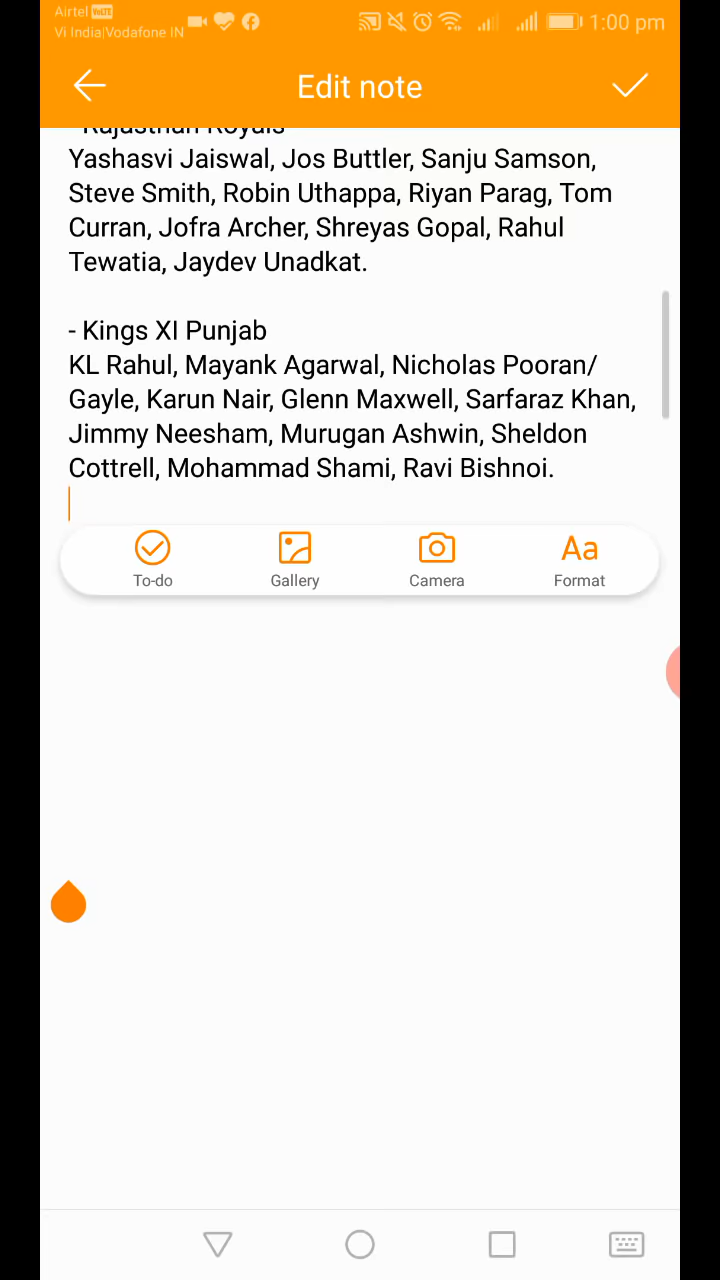 Airtel VoLTE
Vi India|Vodafone IN
1:00 pm
Edit note
- Rajasthan Royals
Yashasvi Jaiswal, Jos Buttler, Sanju Samson,
Steve Smith, Robin Uthappa, Riyan Parag, Tom
Curran, Jofra Archer, Shreyas Gopal, Rahul
Tewatia, Jaydev Unadkat.
- Kings XI Punjab
KL Rahul, Mayank Agarwal, Nicholas Pooran/
Gayle, Karun Nair, Glenn Maxwell, Sarfaraz Khan,
Jimmy Neesham, Murugan Ashwin, Sheldon
Cottrell, Mohammad Shami, Ravi Bishnoi.
To-do
Gallery
Camera
Aa
Format